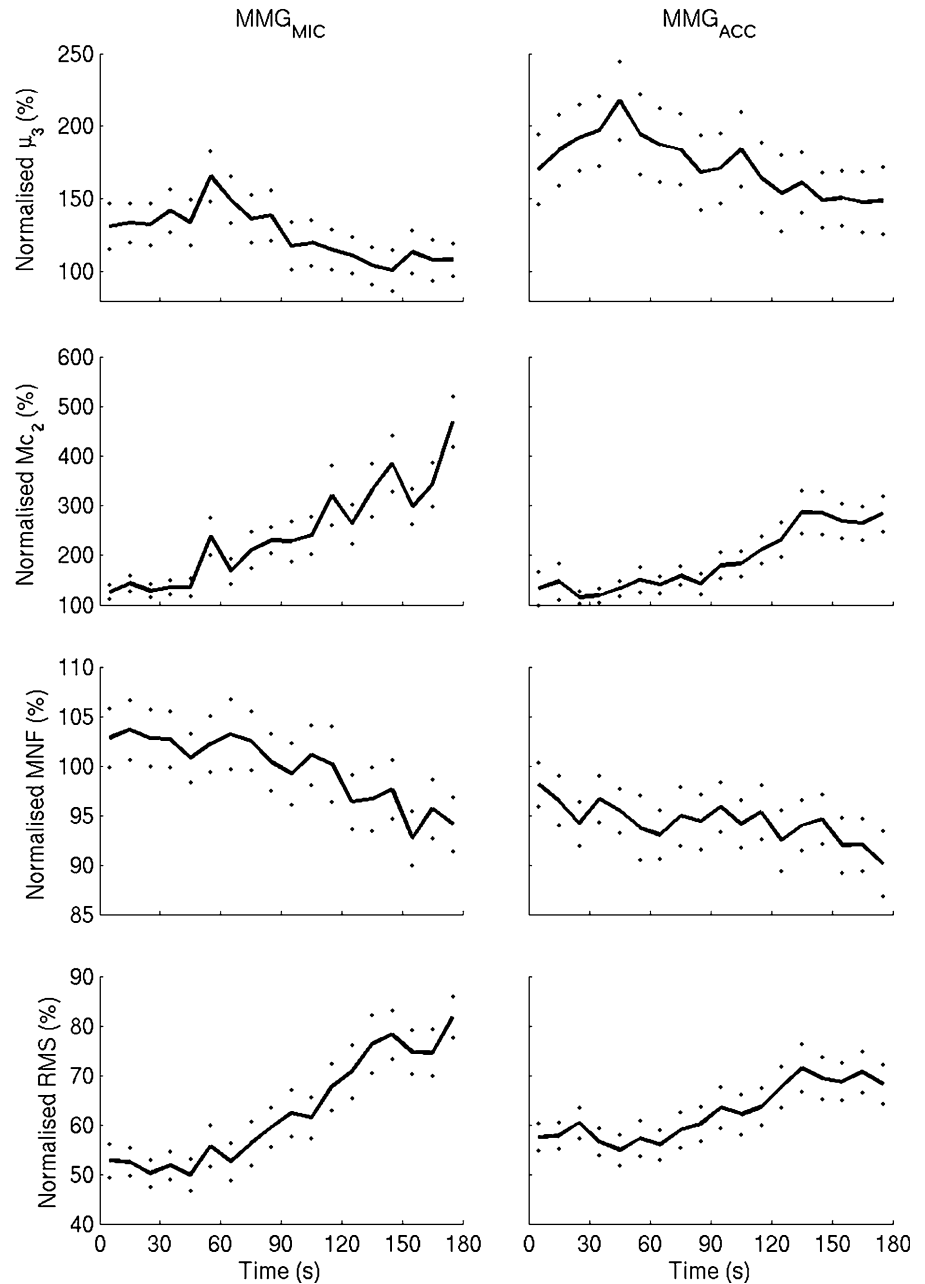 MMG_MIC
MMG_ACC
Normalised μ_3 (%)
250
200
150
100
Normalised Mc_2 (%)
600
500
400
300
200
100
Normalised MNF (%)
110
105
100
95
90
85
Normalised RMS (%)
90
80
70
60
50
40
0 30 60 90 120 150 180
0 30 60 90 120 150 180
Time (s)
Time (s)